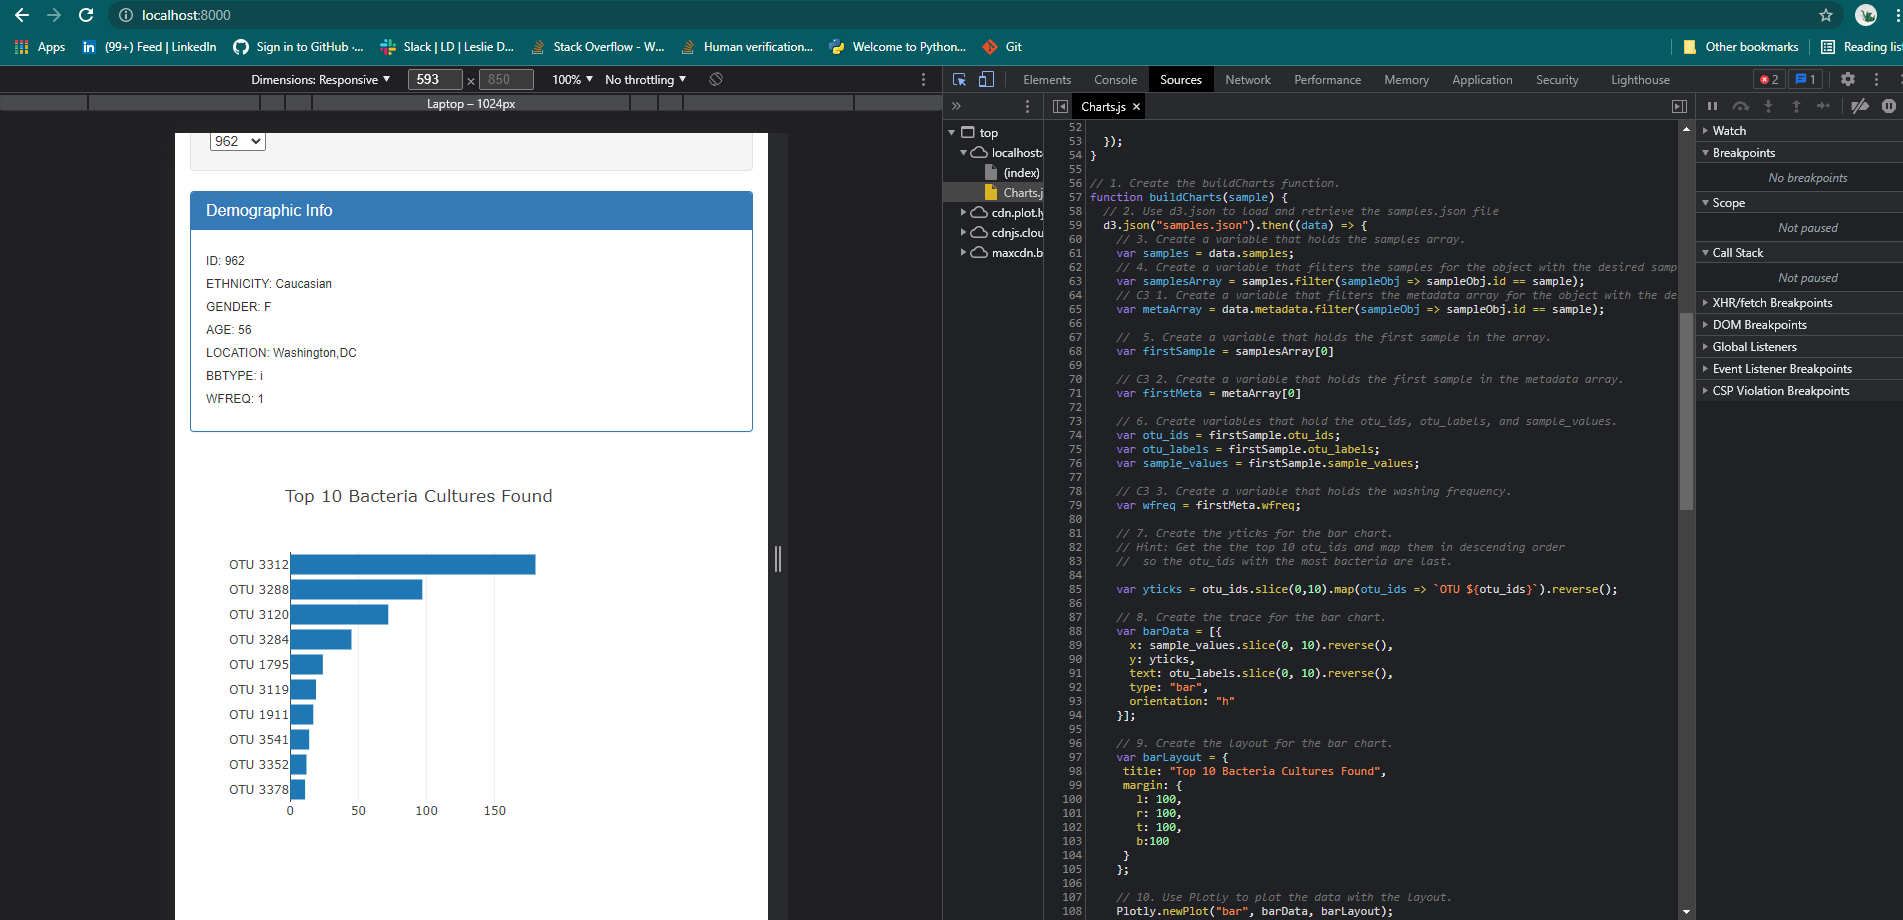 localhost:8000
Apps
(99+) Feed | LinkedIn
Sign in to GitHub ·...
Slack | LD | Leslie D...
Stack Overflow - W...
Human verification...
Welcome to Python...
Git
Other bookmarks
Reading list
Dimensions: Responsive ▼ 593 × 850 100% ▼ No throttling ▼
Elements Console Sources Network Performance Memory Application Security Lighthouse 2 1
Laptop – 1024px
» Charts.js ×
962
Demographic Info
ID: 962
ETHNICITY: Caucasian
GENDER: F
AGE: 56
LOCATION: Washington,DC
BBTYPE: i
WFREQ: 1
Top 10 Bacteria Cultures Found
OTU 3312
OTU 3288
OTU 3120
OTU 3284
OTU 1795
OTU 3119
OTU 1911
OTU 3541
OTU 3352
OTU 3378
0 50 100 150
top
localhost:
(index)
Charts.j
cdn.plot.ly
cdnjs.clou
maxcdn.b
52
53 });
54 }
55
56 // 1. Create the buildCharts function.
57 function buildCharts(sample) {
58 // 2. Use d3.json to load and retrieve the samples.json file
59 d3.json("samples.json").then((data) => {
60 // 3. Create a variable that holds the samples array.
61 var samples = data.samples;
62 // 4. Create a variable that filters the samples for the object with the desired samp
63 var samplesArray = samples.filter(sampleObj => sampleObj.id == sample);
64 // C3 1. Create a variable that filters the metadata array for the object with the de
65 var metaArray = data.metadata.filter(sampleObj => sampleObj.id == sample);
66
67 //  5. Create a variable that holds the first sample in the array.
68 var firstSample = samplesArray[0]
69
70 // C3 2. Create a variable that holds the first sample in the metadata array.
71 var firstMeta = metaArray[0]
72
73 // 6. Create variables that hold the otu_ids, otu_labels, and sample_values.
74 var otu_ids = firstSample.otu_ids;
75 var otu_labels = firstSample.otu_labels;
76 var sample_values = firstSample.sample_values;
77
78 // C3 3. Create a variable that holds the washing frequency.
79 var wfreq = firstMeta.wfreq;
80
81 // 7. Create the yticks for the bar chart.
82 // Hint: Get the the top 10 otu_ids and map them in descending order
83 //  so the otu_ids with the most bacteria are last.
84
85 var yticks = otu_ids.slice(0,10).map(otu_ids => `OTU ${otu_ids}`).reverse();
86
87 // 8. Create the trace for the bar chart.
88 var barData = [{
89 x: sample_values.slice(0, 10).reverse(),
90 y: yticks,
91 text: otu_labels.slice(0, 10).reverse(),
92 type: "bar",
93 orientation: "h"
94 }];
95
96 // 9. Create the layout for the bar chart.
97 var barLayout = {
98 title: "Top 10 Bacteria Cultures Found",
99 margin: {
100 l: 100,
101 r: 100,
102 t: 100,
103 b:100
104 }
105 };
106
107 // 10. Use Plotly to plot the data with the layout.
108 Plotly.newPlot("bar", barData, barLayout);
Watch
Breakpoints
No breakpoints
Scope
Not paused
Call Stack
Not paused
XHR/fetch Breakpoints
DOM Breakpoints
Global Listeners
Event Listener Breakpoints
CSP Violation Breakpoints